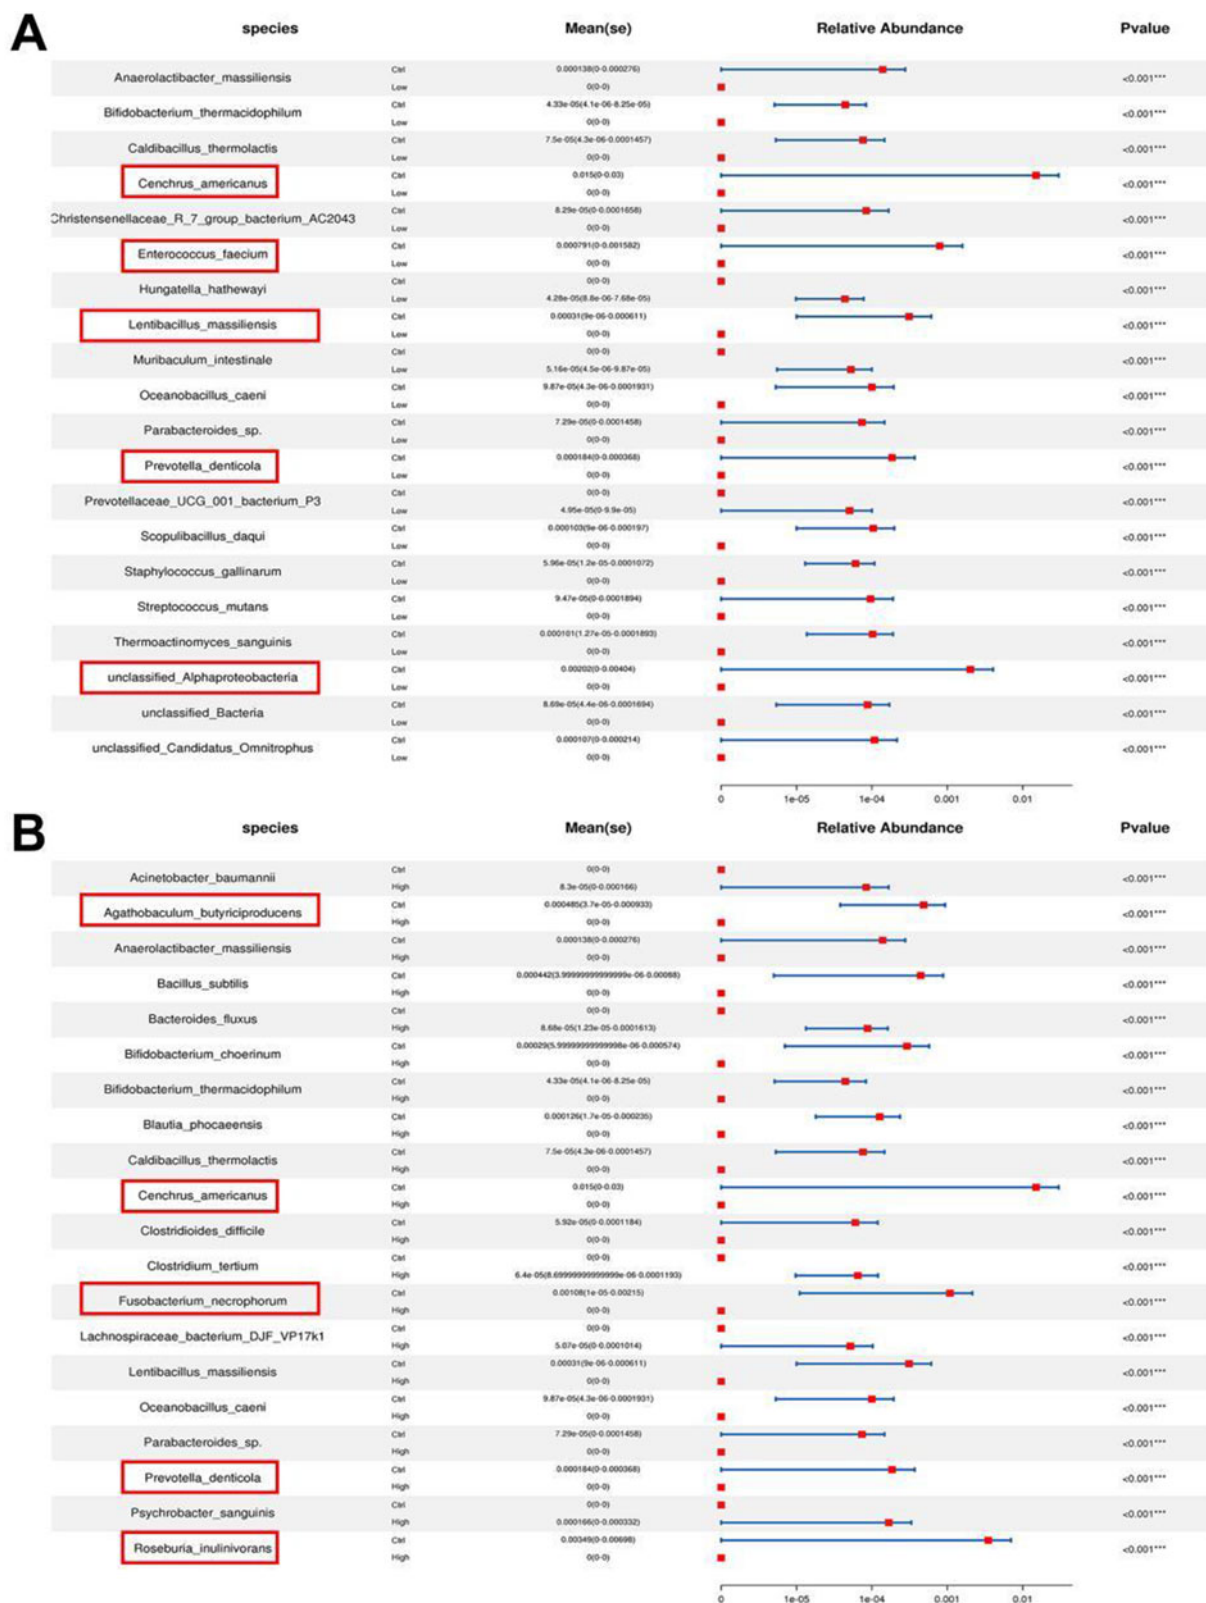 A
species Mean(se) Relative Abundance Pvalue
Anaerolactibacter_massiliensis Ctrl 0.000138(0-0.000276) <0.001***
Low 0(0-0)
Bifidobacterium_thermacidophilum Ctrl 4.33e-05(4.1e-06-8.25e-05) <0.001***
Low 0(0-0)
Caldibacillus_thermolactis Ctrl 7.5e-05(4.3e-06-0.0001457) <0.001***
Low 0(0-0)
Cenchrus_americanus Ctrl 0.015(0-0.03) <0.001***
Low 0(0-0)
Christensenellaceae_R_7_group_bacterium_AC2043 Ctrl 8.29e-05(0-0.0001658) <0.001***
Low 0(0-0)
Enterococcus_faecium Ctrl 0.000791(0-0.001582) <0.001***
Low 0(0-0)
Hungatella_hathewayi Ctrl 0(0-0) <0.001***
Low 4.28e-05(8.8e-06-7.68e-05)
Lentibacillus_massiliensis Ctrl 0.00031(9e-06-0.000611) <0.001***
Low 0(0-0)
Muribaculum_intestinale Ctrl 0(0-0) <0.001***
Low 5.16e-05(4.5e-06-9.87e-05)
Oceanobacillus_caeni Ctrl 9.87e-05(4.3e-06-0.0001931) <0.001***
Low 0(0-0)
Parabacteroides_sp. Ctrl 7.29e-05(0-0.0001458) <0.001***
Low 0(0-0)
Prevotella_denticola Ctrl 0.000184(0-0.000368) <0.001***
Low 0(0-0)
Prevotellaceae_UCG_001_bacterium_P3 Ctrl 0(0-0) <0.001***
Low 4.95e-05(0-9.9e-05)
Scopulibacillus_daqui Ctrl 0.000103(9e-06-0.000197) <0.001***
Low 0(0-0)
Staphylococcus_gallinarum Ctrl 5.96e-05(1.2e-05-0.0001072) <0.001***
Low 0(0-0)
Streptococcus_mutans Ctrl 9.47e-05(0-0.0001894) <0.001***
Low 0(0-0)
Thermoactinomyces_sanguinis Ctrl 0.000101(1.27e-05-0.0001893) <0.001***
Low 0(0-0)
unclassified_Alphaproteobacteria Ctrl 0.00202(0-0.00404) <0.001***
Low 0(0-0)
unclassified_Bacteria Ctrl 8.69e-05(4.4e-06-0.0001694) <0.001***
Low 0(0-0)
unclassified_Candidatus_Omnitrophus Ctrl 0.000107(0-0.000214) <0.001***
Low 0(0-0)
0 1e-05 1e-04 0.001 0.01
B
species Mean(se) Relative Abundance Pvalue
Acinetobacter_baumannii Ctrl 0(0-0) <0.001***
High 8.3e-05(0-0.000166)
Agathobaculum_butyriciproducens Ctrl 0.000485(3.7e-05-0.000933) <0.001***
High 0(0-0)
Anaerolactibacter_massiliensis Ctrl 0.000138(0-0.000276) <0.001***
High 0(0-0)
Bacillus_subtilis Ctrl 0.000442(3.99999999999999e-06-0.00088) <0.001***
High 0(0-0)
Bacteroides_fluxus Ctrl 0(0-0) <0.001***
High 8.68e-05(1.23e-05-0.0001613)
Bifidobacterium_choerinum Ctrl 0.00029(5.99999999999998e-06-0.000574) <0.001***
High 0(0-0)
Bifidobacterium_thermacidophilum Ctrl 4.33e-05(4.1e-06-8.25e-05) <0.001***
High 0(0-0)
Blautia_phocaeensis Ctrl 0.000126(1.7e-05-0.000235) <0.001***
High 0(0-0)
Caldibacillus_thermolactis Ctrl 7.5e-05(4.3e-06-0.0001457) <0.001***
High 0(0-0)
Cenchrus_americanus Ctrl 0.015(0-0.03) <0.001***
High 0(0-0)
Clostridioides_difficile Ctrl 5.92e-05(0-0.0001184) <0.001***
High 0(0-0)
Clostridium_tertium Ctrl 0(0-0) <0.001***
High 6.4e-05(8.69999999999999e-06-0.0001193)
Fusobacterium_necrophorum Ctrl 0.00108(1e-05-0.00215) <0.001***
High 0(0-0)
Lachnospiraceae_bacterium_DJF_VP17k1 Ctrl 0(0-0) <0.001***
High 5.07e-05(0-0.0001014)
Lentibacillus_massiliensis Ctrl 0.00031(9e-06-0.000611) <0.001***
High 0(0-0)
Oceanobacillus_caeni Ctrl 9.87e-05(4.3e-06-0.0001931) <0.001***
High 0(0-0)
Parabacteroides_sp. Ctrl 7.29e-05(0-0.0001458) <0.001***
High 0(0-0)
Prevotella_denticola Ctrl 0.000184(0-0.000368) <0.001***
High 0(0-0)
Psychrobacter_sanguinis Ctrl 0(0-0) <0.001***
High 0.000166(0-0.000332)
Roseburia_inulinivorans Ctrl 0.00349(0-0.00698) <0.001***
High 0(0-0)
0 1e-05 1e-04 0.001 0.01